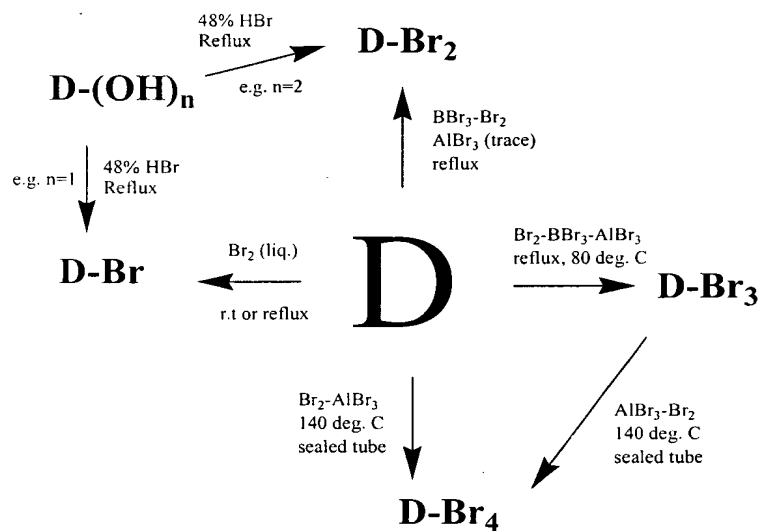 48% HBr
Reflux
D-Br₂
D-(OH)ₙ
e.g. n=2
BBr₃-Br₂
AlBr₃ (trace)
reflux
e.g. n=1
48% HBr
Reflux
Br₂ (liq.)
Br₂-BBr₃-AlBr₃
reflux, 80 deg. C
D-Br
D
D-Br₃
r.t or reflux
Br₂-AlBr₃
140 deg. C
sealed tube
AlBr₃-Br₂
140 deg. C
sealed tube
D-Br₄